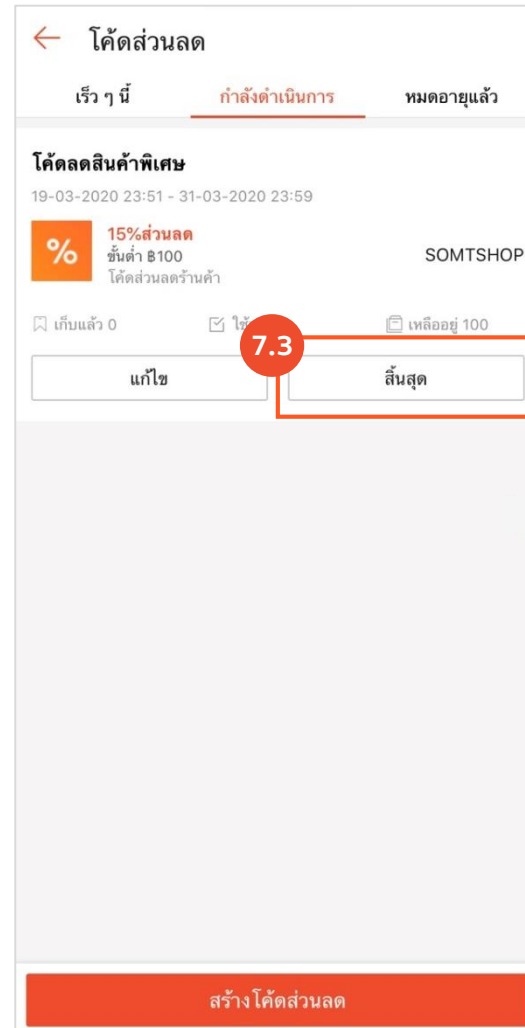 โค้ดส่วนลด
เร็ว ๆ นี้ กำลังดำเนินการ หมดอายุแล้ว
โค้ดลดสินค้าพิเศษ
19-03-2020 23:51 - 31-03-2020 23:59
15%ส่วนลด
%
ขั้นต่ำ ฿100
SOMTSHOP
โค้ดส่วนลดร้านค้า
เก็บแล้ว 0 เหลืออยู่ 100
7.3
แก้ไข สิ้นสุด
สร้างโค้ดส่วนลด